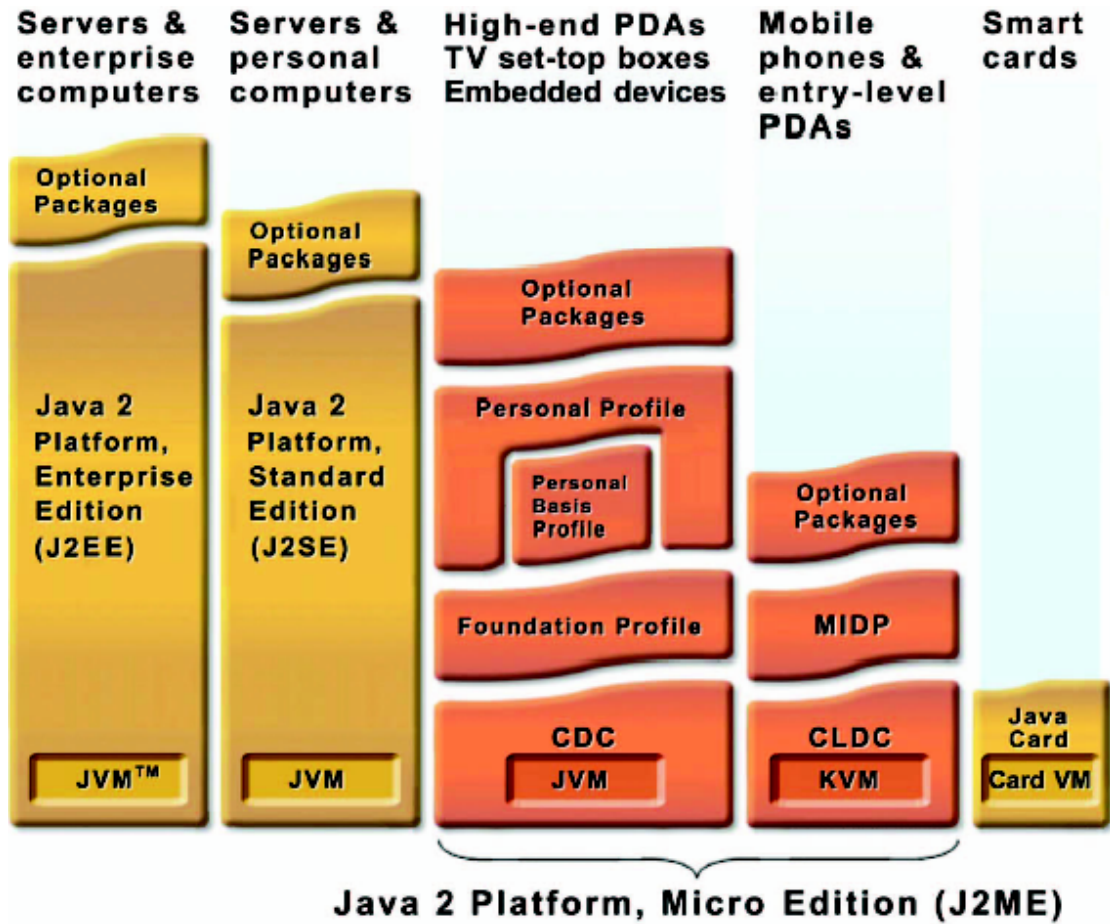 Servers &
enterprise
computers
Servers &
personal
computers
High-end PDAs
TV set-top boxes
Embedded devices
Mobile
phones &
entry-level
PDAs
Smart
cards
Optional
Packages
Java 2
Platform,
Enterprise
Edition
(J2EE)
JVM™
Optional
Packages
Java 2
Platform,
Standard
Edition
(J2SE)
JVM
Optional
Packages
Personal Profile
Personal
Basis
Profile
Foundation Profile
CDC
JVM
Optional
Packages
MIDP
CLDC
KVM
Java
Card
Card VM
Java 2 Platform, Micro Edition (J2ME)